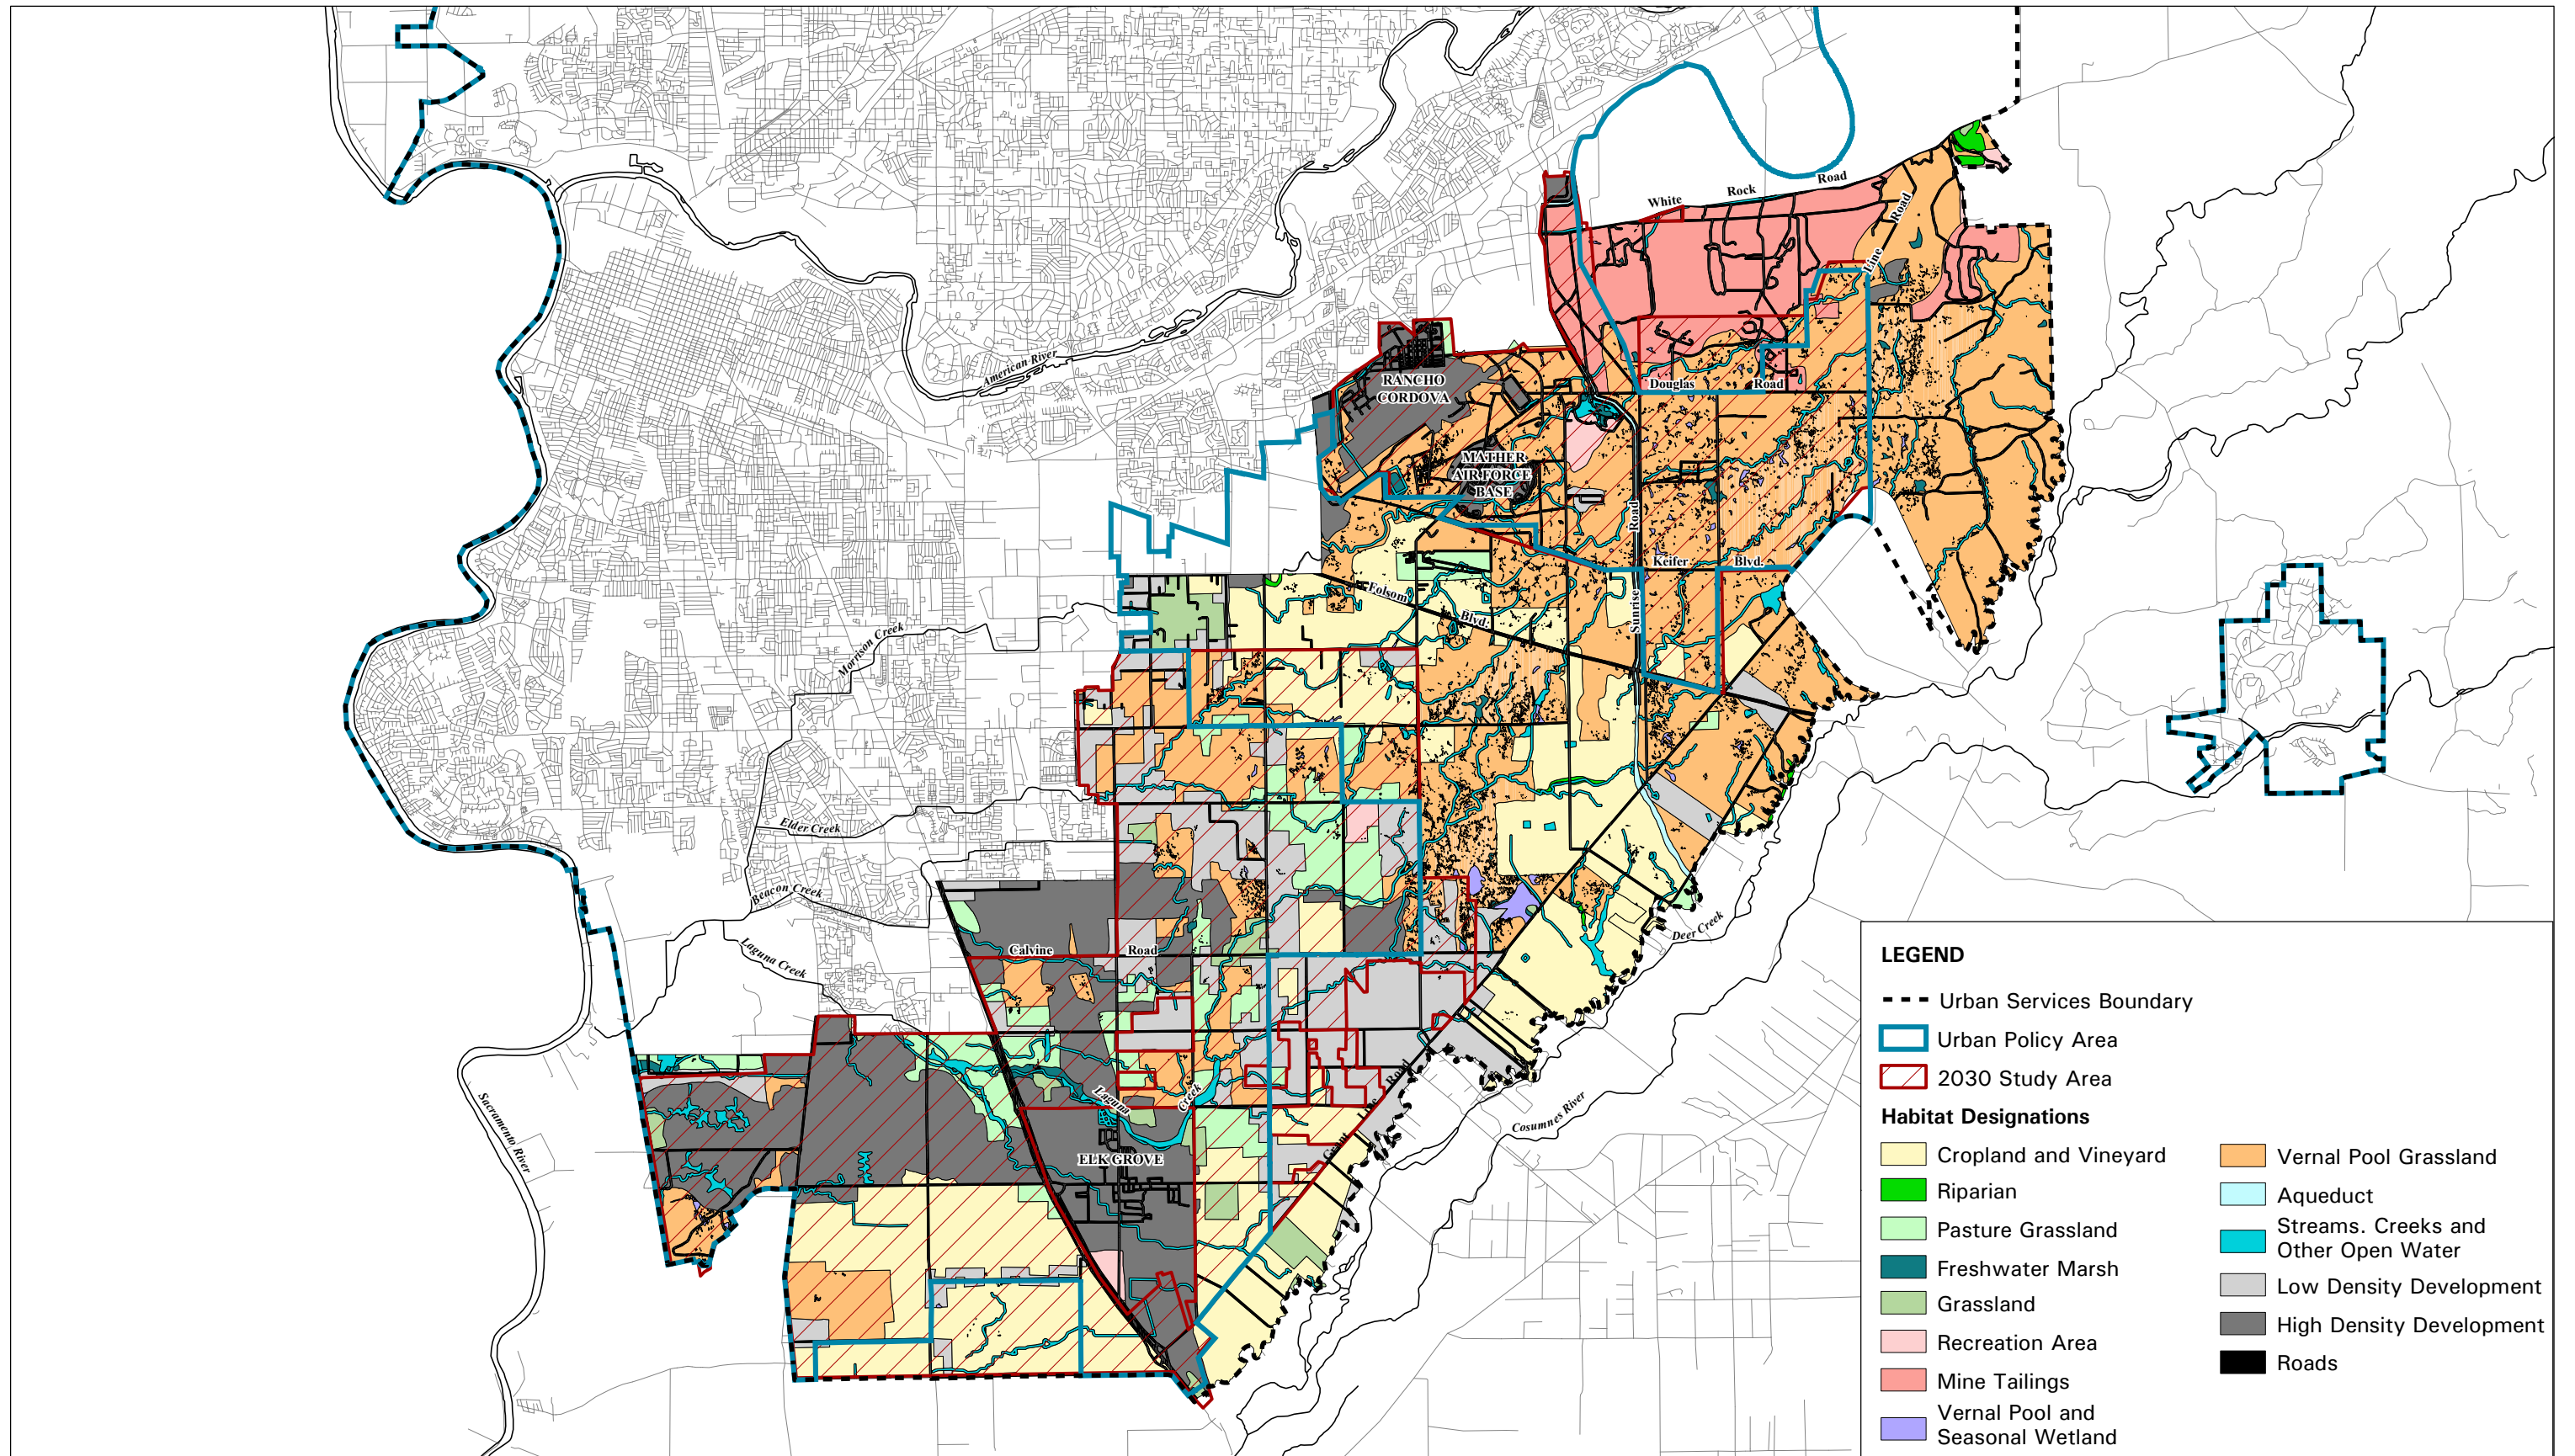 White
Rock
Road
Road
Line
American River
RANCHO
CORDOVA
Douglas
Road
MATHER
AIR FORCE
BASE
Road
Keifer
Blvd.
Folsom
Blvd.
Sunrise
Morrison Creek
Elder Creek
Beacon Creek
Laguna Creek
Calvine
Road
Deer Creek
Sacramento River
Laguna
Creek
Road
Line
Grant
Cosumnes River
ELK GROVE
LEGEND
Urban Services Boundary
Urban Policy Area
2030 Study Area
Habitat Designations
Cropland and Vineyard
Riparian
Pasture Grassland
Freshwater Marsh
Grassland
Recreation Area
Mine Tailings
Vernal Pool and
Seasonal Wetland
Vernal Pool Grassland
Aqueduct
Streams. Creeks and
Other Open Water
Low Density Development
High Density Development
Roads